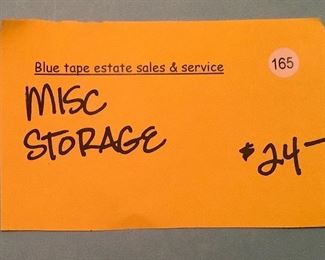 Blue tape estate sales & service
165
MISC
STORAGE
$24-